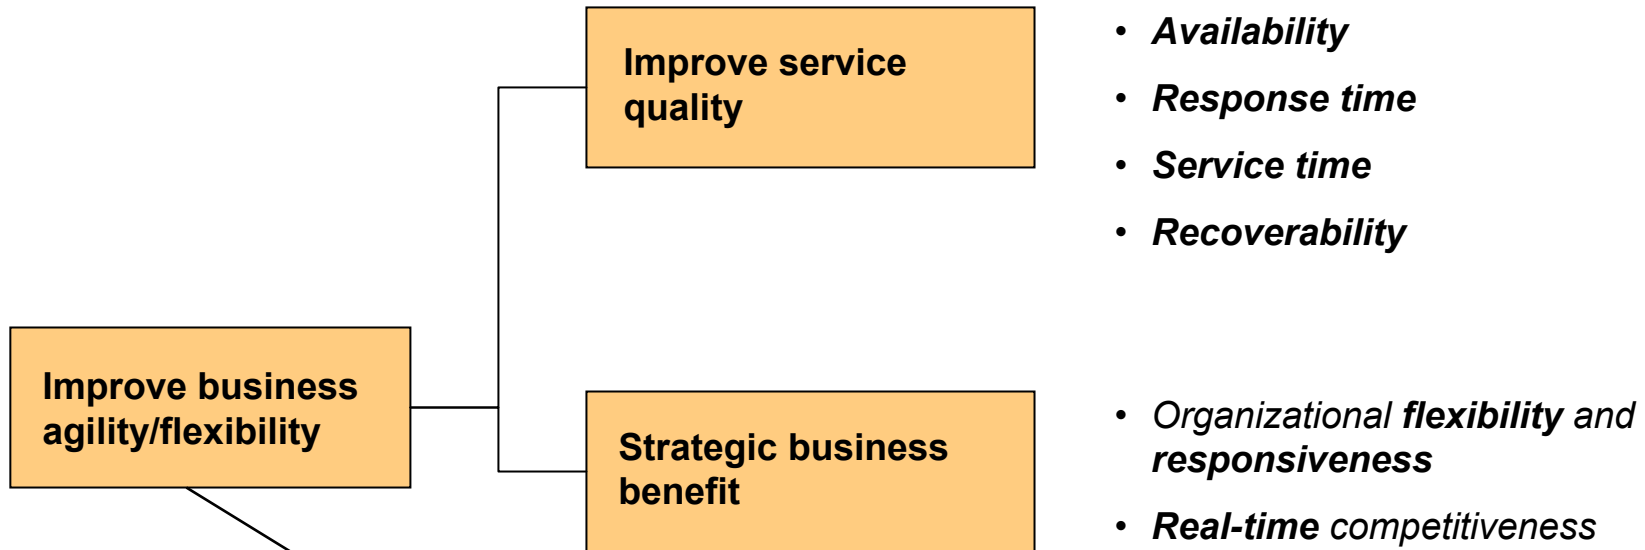 Improve service
quality
• Availability
• Response time
• Service time
• Recoverability
Improve business
agility/flexibility
Strategic business
benefit
• Organizational flexibility and
responsiveness
• Real-time competitiveness